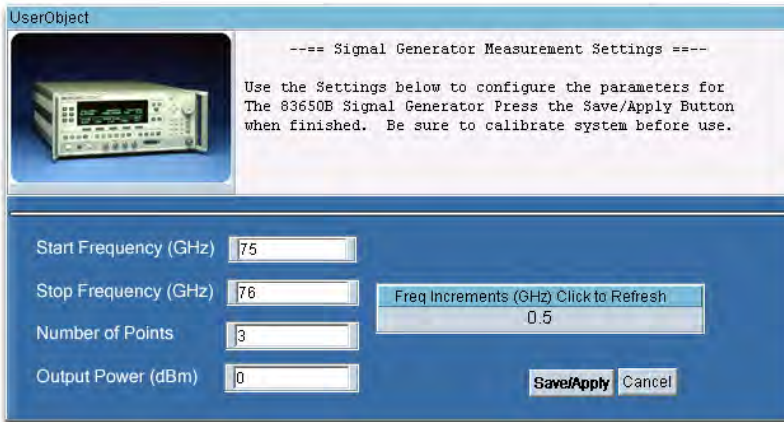 UserObject
--== Signal Generator Measurement Settings ==--
Use the Settings below to configure the parameters for
The 83650B Signal Generator Press the Save/Apply Button
when finished.  Be sure to calibrate system before use.
Start Frequency (GHz) 75
Stop Frequency (GHz) 76
Freq Increments (GHz) Click to Refresh
0.5
Number of Points 3
Output Power (dBm) 0
Save/Apply Cancel